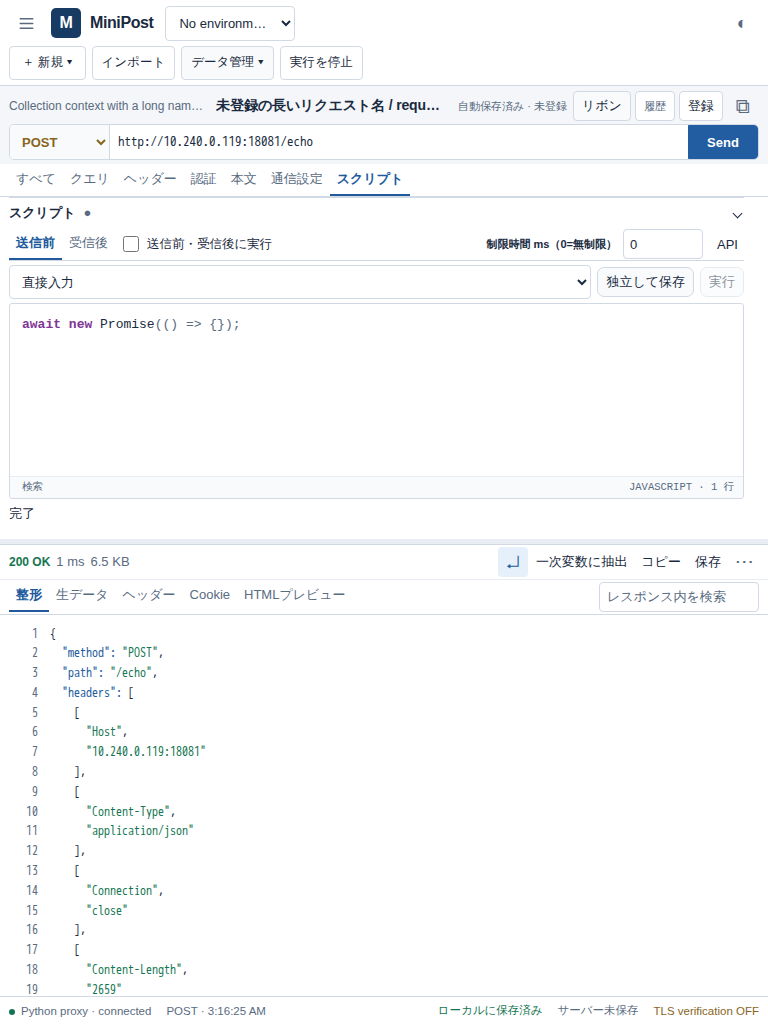 M MiniPost No environm…
＋ 新規 ▾ インポート データ管理 ▾ 実行を停止
Collection context with a long nam… 未登録の長いリクエスト名 / requ… 自動保存済み · 未登録 リボン 履歴 登録
POST http://10.240.0.119:18081/echo Send
すべて クエリ ヘッダー 認証 本文 通信設定 スクリプト
スクリプト ●
送信前 受信後 送信前・受信後に実行 制限時間 ms（0=無制限） 0 API
直接入力 独立して保存 実行
await new Promise(() => {});
検索 JAVASCRIPT · 1 行
完了
200 OK 1 ms 6.5 KB 一次変数に抽出 コピー 保存 ···
整形 生データ ヘッダー Cookie HTMLプレビュー レスポンス内を検索
1 {
2 "method": "POST",
3 "path": "/echo",
4 "headers": [
5 [
6 "Host",
7 "10.240.0.119:18081"
8 ],
9 [
10 "Content-Type",
11 "application/json"
12 ],
13 [
14 "Connection",
15 "close"
16 ],
17 [
18 "Content-Length",
19 "2659"
● Python proxy · connected POST · 3:16:25 AM ローカルに保存済み サーバー未保存 TLS verification OFF